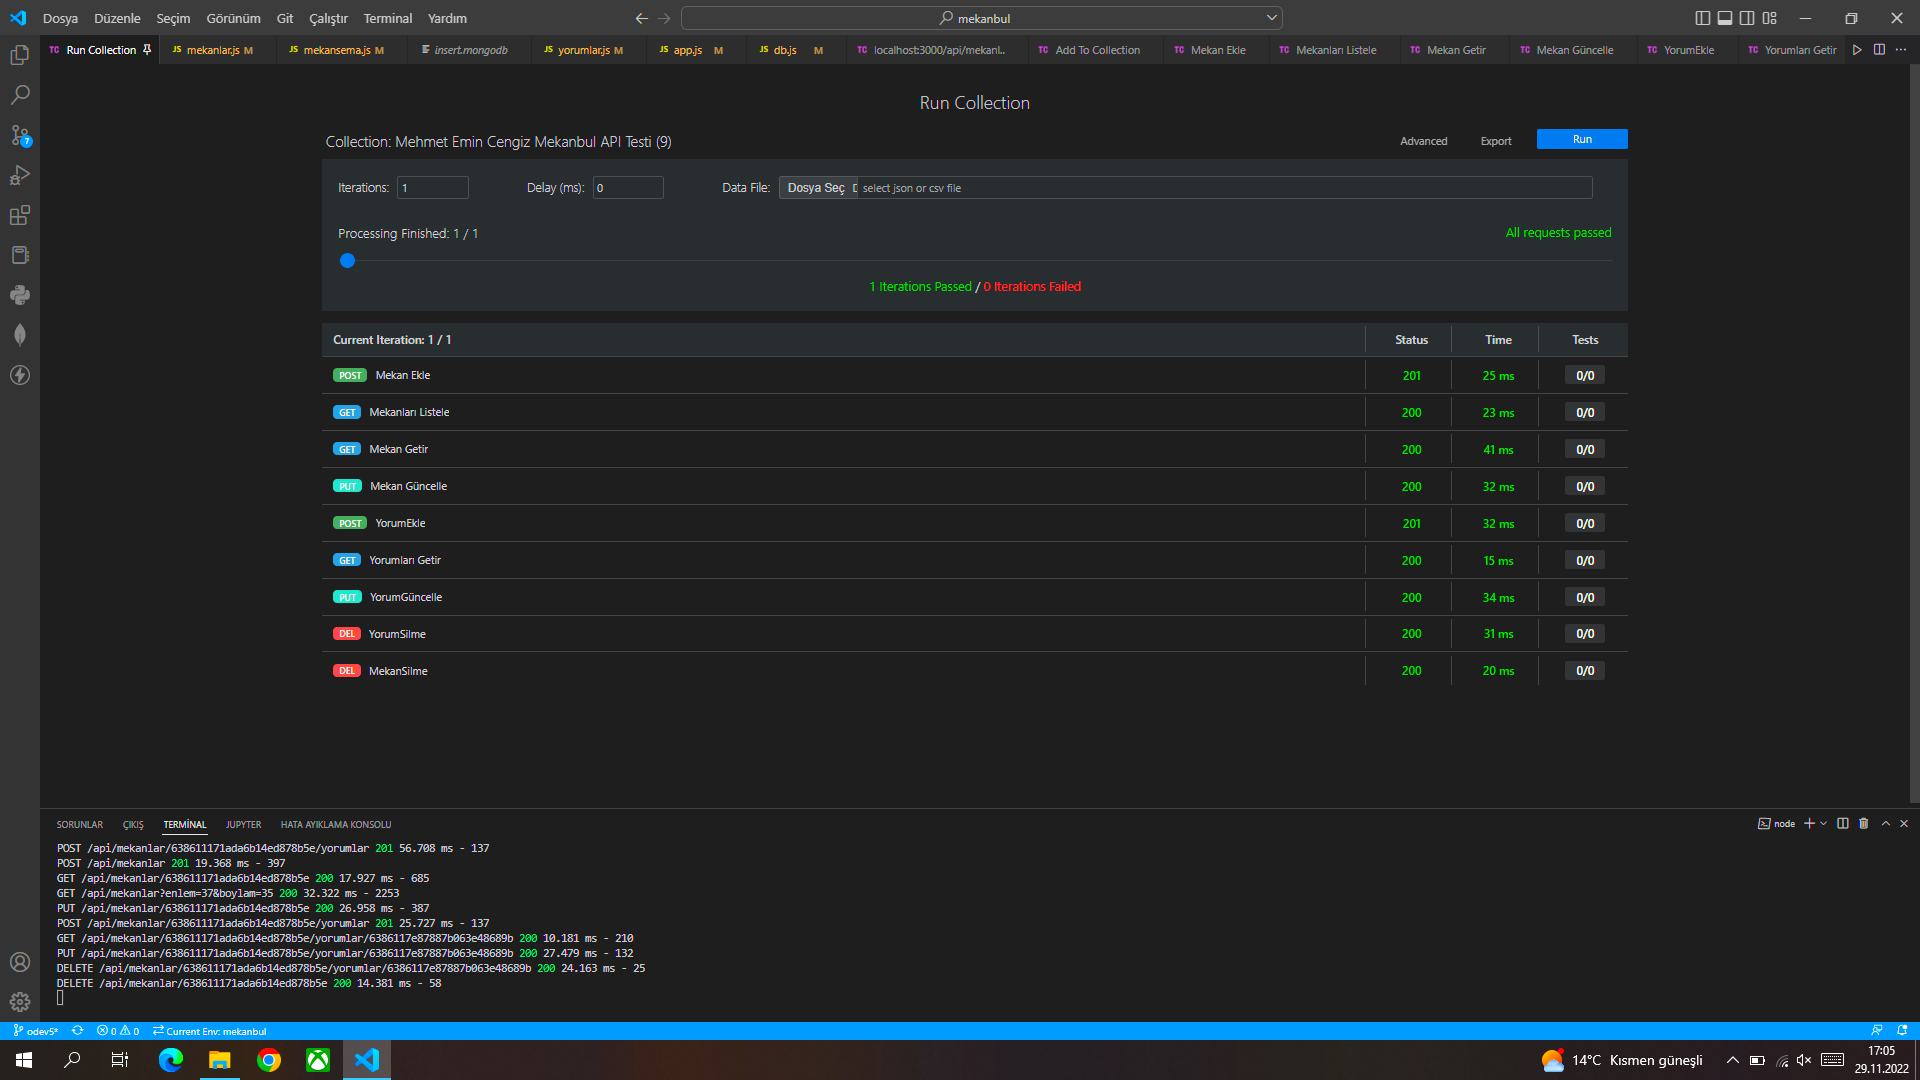 Dosya Düzenle Seçim Görünüm Git Çalıştır Terminal Yardım mekanbul
TC Run Collection JS mekanlar.js M JS mekansema.js M insert.mongodb JS yorumlar.js M JS app.js M JS db.js M TC localhost:3000/api/mekanl.. TC Add To Collection TC Mekan Ekle TC Mekanları Listele TC Mekan Getir TC Mekan Güncelle TC YorumEkle TC Yorumları Getir
Run Collection
Collection: Mehmet Emin Cengiz Mekanbul API Testi (9) Advanced Export Run
Iterations: 1 Delay (ms): 0 Data File: Dosya Seç select json or csv file
Processing Finished: 1 / 1 All requests passed
1 Iterations Passed / 0 Iterations Failed
Current Iteration: 1 / 1 Status Time Tests
POST Mekan Ekle 201 25 ms 0/0
GET Mekanları Listele 200 23 ms 0/0
GET Mekan Getir 200 41 ms 0/0
PUT Mekan Güncelle 200 32 ms 0/0
POST YorumEkle 201 32 ms 0/0
GET Yorumları Getir 200 15 ms 0/0
PUT YorumGüncelle 200 34 ms 0/0
DEL YorumSilme 200 31 ms 0/0
DEL MekanSilme 200 20 ms 0/0
SORUNLAR ÇIKIŞ TERMİNAL JUPYTER HATA AYIKLAMA KONSOLU node
POST /api/mekanlar/638611171ada6b14ed878b5e/yorumlar 201 56.708 ms - 137
POST /api/mekanlar 201 19.368 ms - 397
GET /api/mekanlar/638611171ada6b14ed878b5e 200 17.927 ms - 685
GET /api/mekanlar?enlem=37&boylam=35 200 32.322 ms - 2253
PUT /api/mekanlar/638611171ada6b14ed878b5e 200 26.958 ms - 387
POST /api/mekanlar/638611171ada6b14ed878b5e/yorumlar 201 25.727 ms - 137
GET /api/mekanlar/638611171ada6b14ed878b5e/yorumlar/6386117e87887b063e48689b 200 10.181 ms - 210
PUT /api/mekanlar/638611171ada6b14ed878b5e/yorumlar/6386117e87887b063e48689b 200 27.479 ms - 132
DELETE /api/mekanlar/638611171ada6b14ed878b5e/yorumlar/6386117e87887b063e48689b 200 24.163 ms - 25
DELETE /api/mekanlar/638611171ada6b14ed878b5e 200 14.381 ms - 58
odev5* 0 0 Current Env: mekanbul
14°C Kısmen güneşli 17:05
29.11.2022